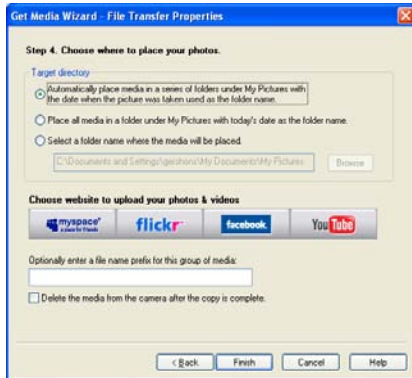 Get Media Wizard - File Transfer Properties
Step 4. Choose where to place your photos.
Target directory
Automatically place media in a series of folders under My Pictures with
the date when the picture was taken used as the folder name.
Place all media in a folder under My Pictures with today's date as the folder name.
Select a folder name where the media will be placed.
C:\Documents and Settings\gershons\My Documents\My Pictures
Browse
Choose website to upload your photos & videos
myspace
a place for friends
flickr
facebook
YouTube
Optionally enter a file name prefix for this group of media:
Delete the media from the camera after the copy is complete.
< Back
Finish
Cancel
Help